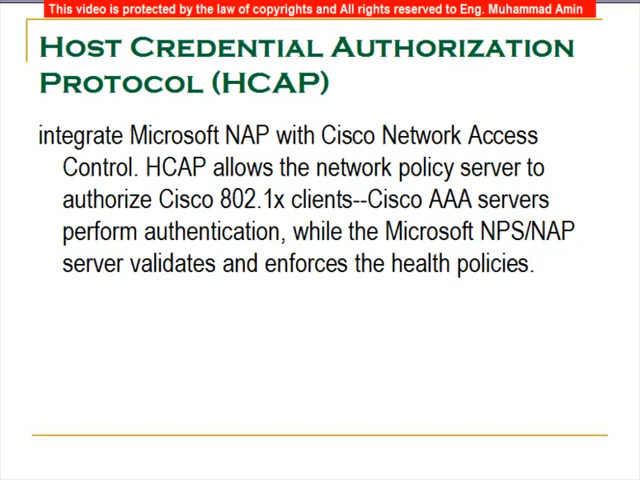 This video is protected by the law of copyrights and All rights reserved to Eng. Muhammad Amin
Host Credential Authorization
Protocol (HCAP)
integrate Microsoft NAP with Cisco Network Access
Control. HCAP allows the network policy server to
authorize Cisco 802.1x clients--Cisco AAA servers
perform authentication, while the Microsoft NPS/NAP
server validates and enforces the health policies.